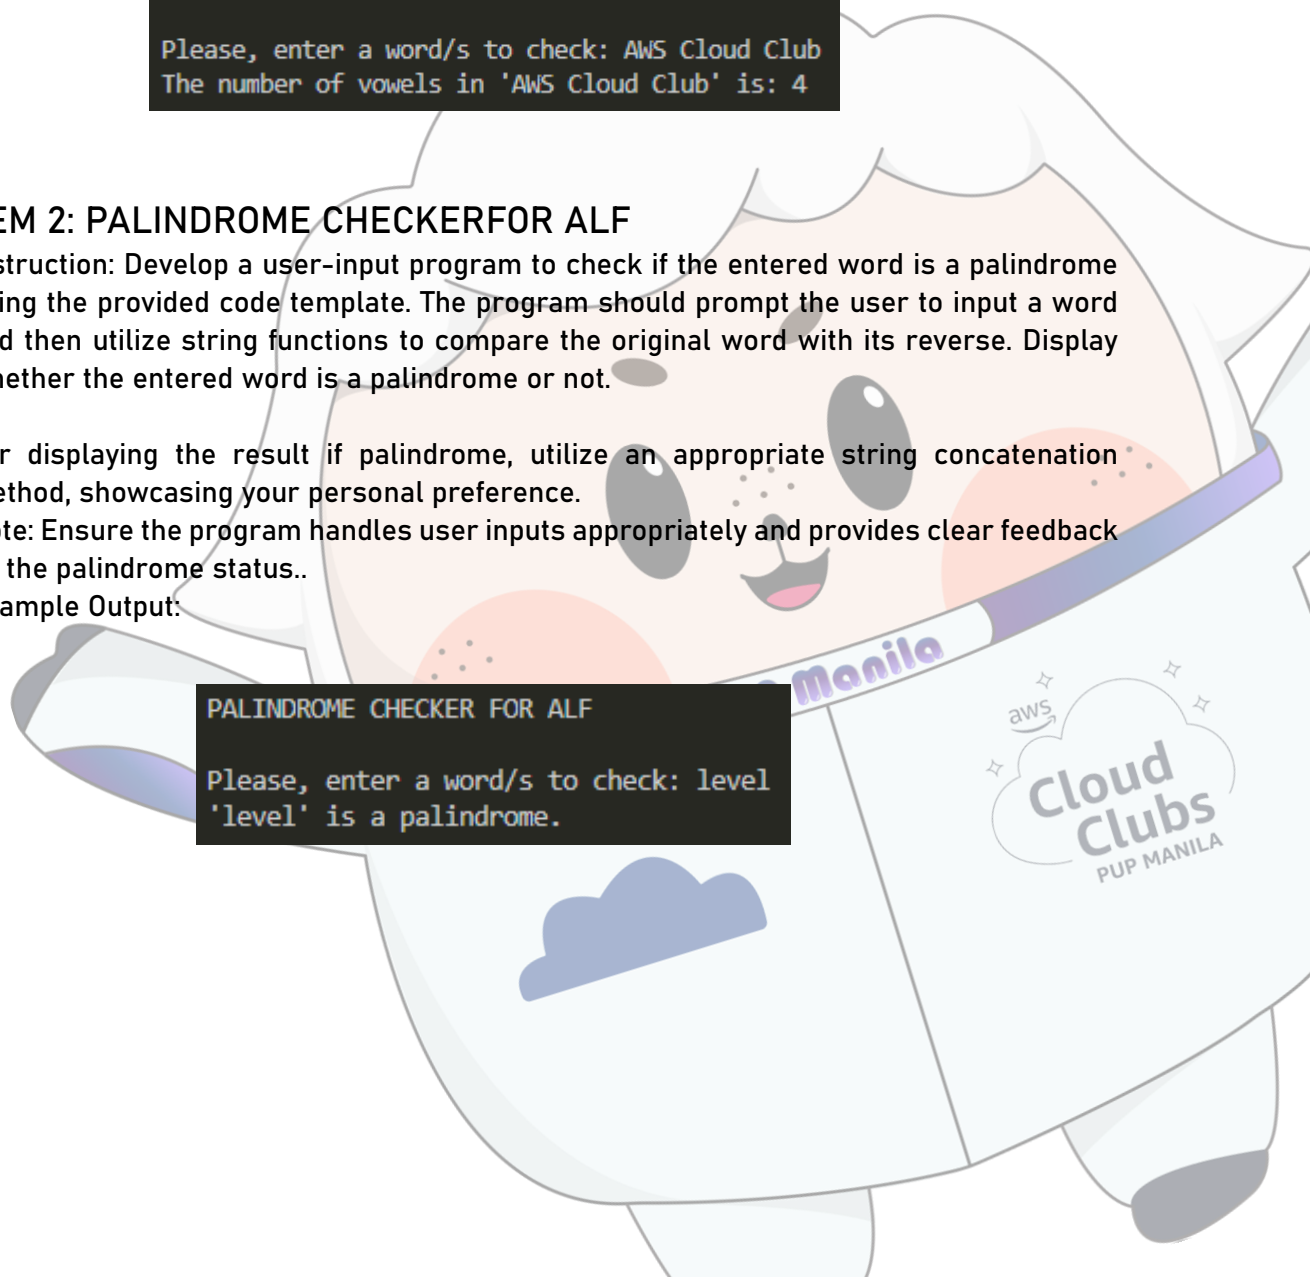 Please, enter a word/s to check: AWS Cloud Club
The number of vowels in 'AWS Cloud Club' is: 4
EM 2: PALINDROME CHECKERFOR ALF
struction: Develop a user-input program to check if the entered word is a palindrome
ing the provided code template. The program should prompt the user to input a word
d then utilize string functions to compare the original word with its reverse. Display
hether the entered word is a palindrome or not.
r displaying the result if palindrome, utilize an appropriate string concatenation
ethod, showcasing your personal preference.
te: Ensure the program handles user inputs appropriately and provides clear feedback
the palindrome status..
ample Output:
Manila
aws
Cloud
Clubs
PUP MANILA
PALINDROME CHECKER FOR ALF
Please, enter a word/s to check: level
'level' is a palindrome.